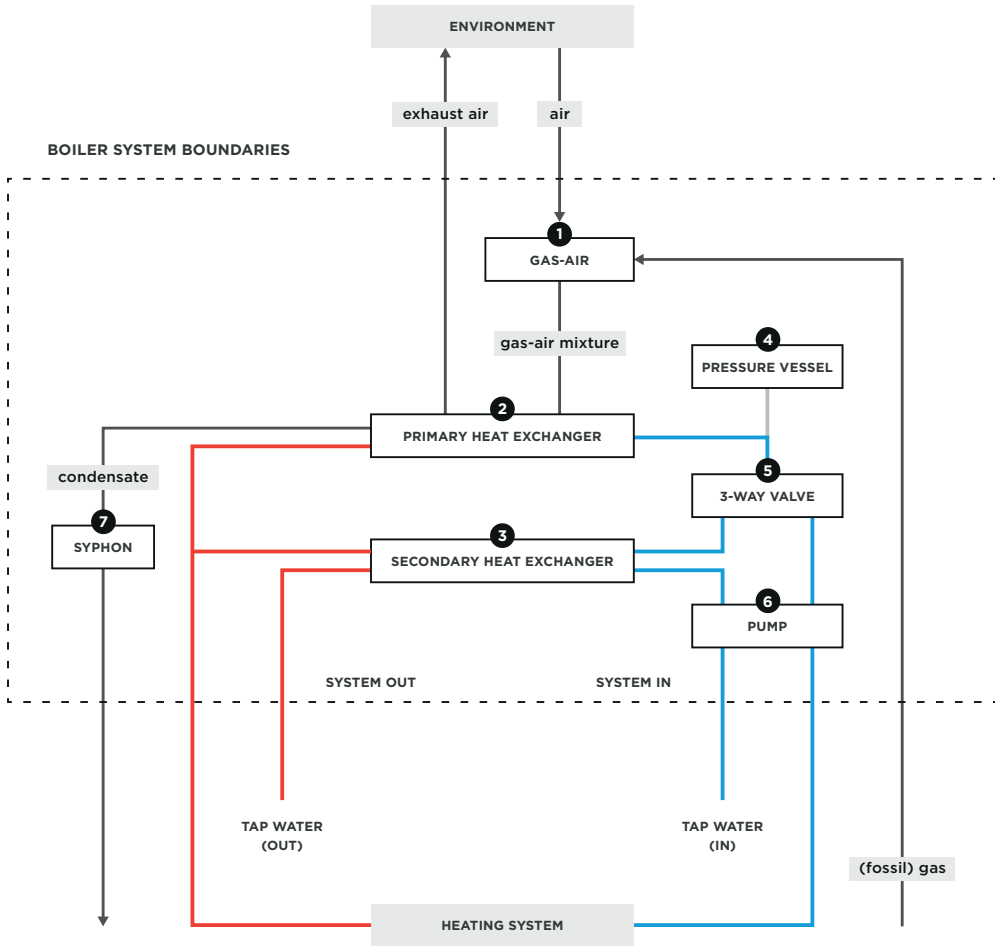 ENVIRONMENT
exhaust air
air
BOILER SYSTEM BOUNDARIES
1
GAS-AIR
gas-air mixture
4
PRESSURE VESSEL
2
PRIMARY HEAT EXCHANGER
condensate
5
3-WAY VALVE
7
SYPHON
3
SECONDARY HEAT EXCHANGER
6
PUMP
SYSTEM OUT
SYSTEM IN
TAP WATER
(OUT)
TAP WATER
(IN)
(fossil) gas
HEATING SYSTEM